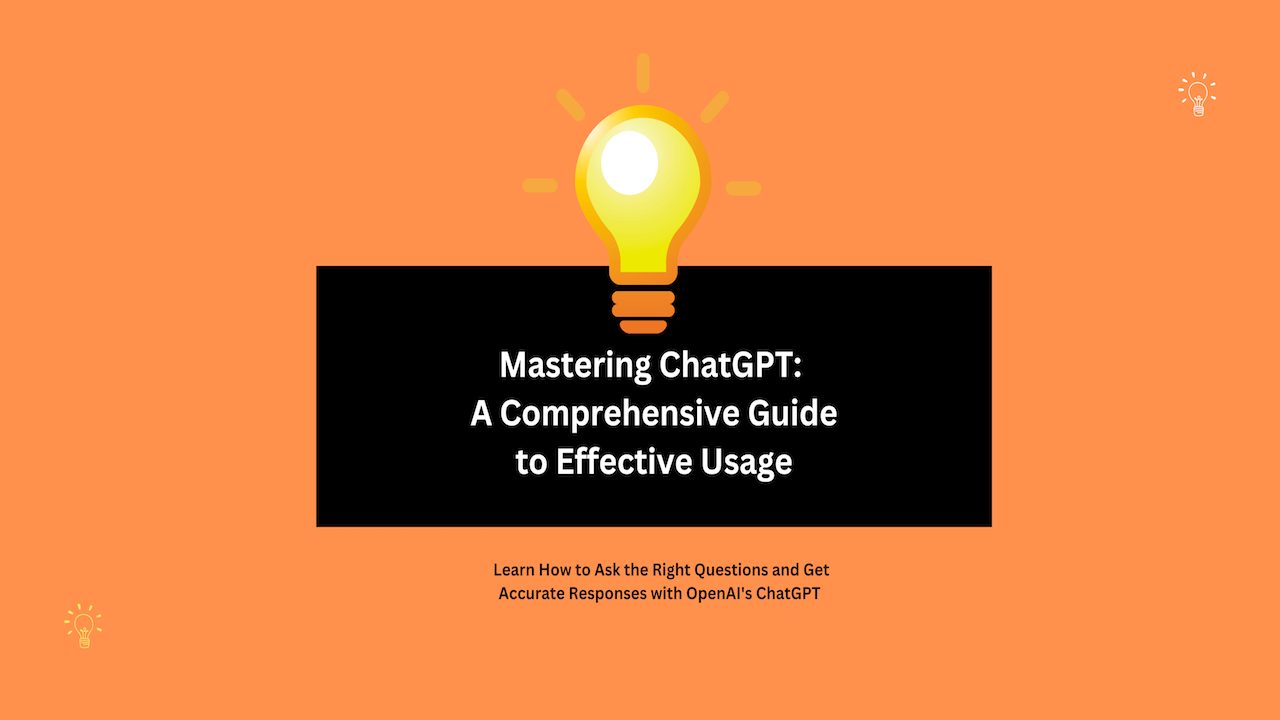 Mastering ChatGPT:
A Comprehensive Guide
to Effective Usage
Learn How to Ask the Right Questions and Get
Accurate Responses with OpenAI's ChatGPT